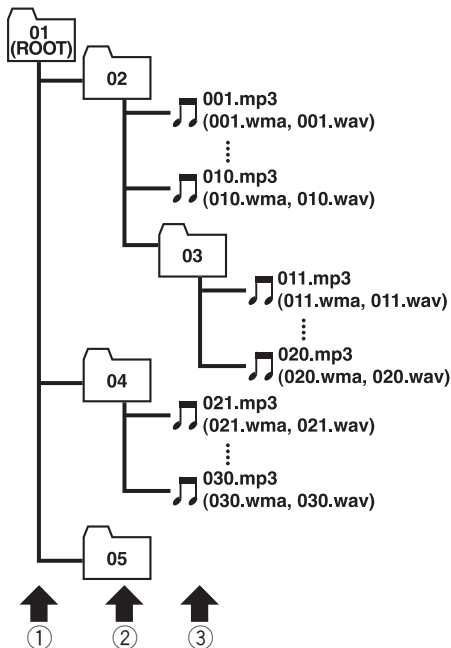 01
(ROOT)
02
001.mp3
(001.wma, 001.wav)
010.mp3
(010.wma, 010.wav)
03
011.mp3
(011.wma, 011.wav)
020.mp3
(020.wma, 020.wav)
04
021.mp3
(021.wma, 021.wav)
030.mp3
(030.wma, 030.wav)
05
① ② ③